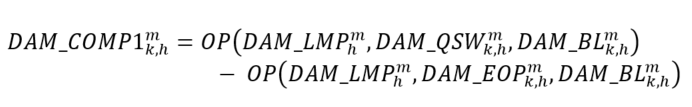 DAM_COMP1^m_{k,h} = OP(DAM_LMP^m_h, DAM_QSW^m_{k,h}, DAM_BL^m_{k,h})
− OP(DAM_LMP^m_h, DAM_EOP^m_{k,h}, DAM_BL^m_{k,h})